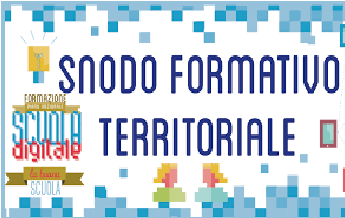 SNODO FORMATIVO
TERRITORIALE
FORMAZIONE
SCUOLA
digitale
la buona
SCUOLA